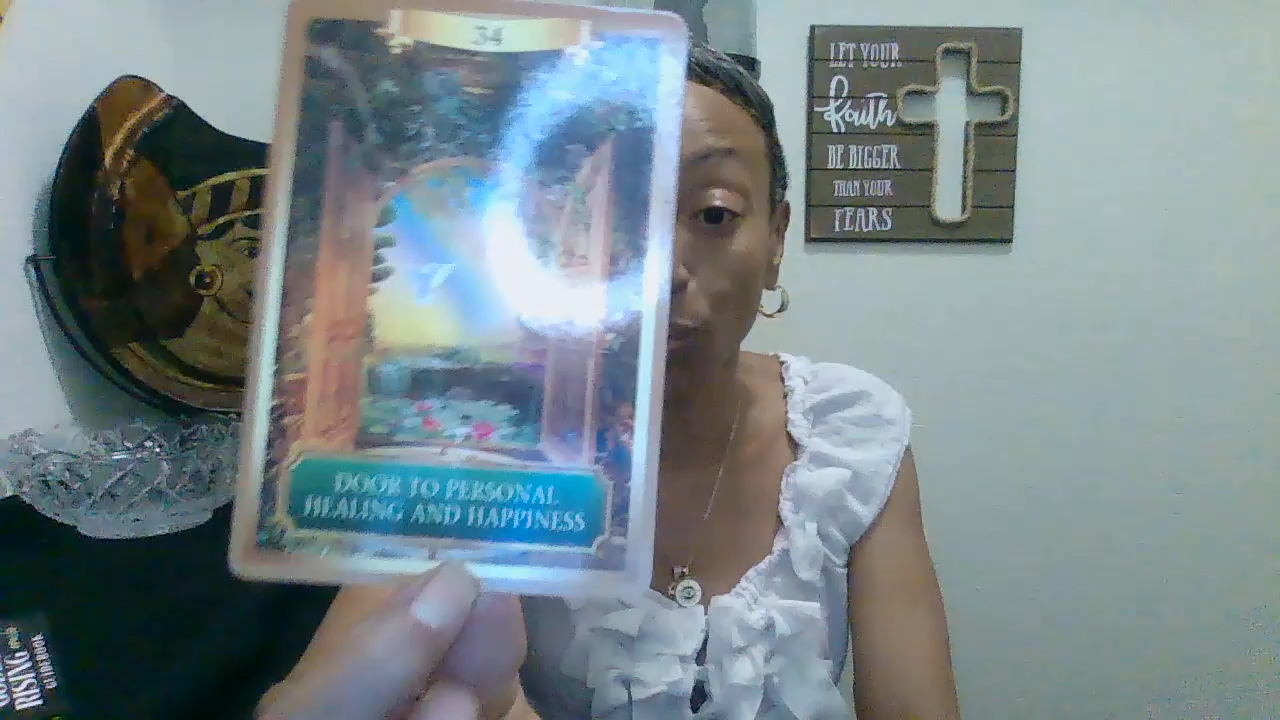 34
DOOR TO PERSONAL
HEALING AND HAPPINESS
LET YOUR
faith
BE BIGGER
THAN YOUR
FEARS